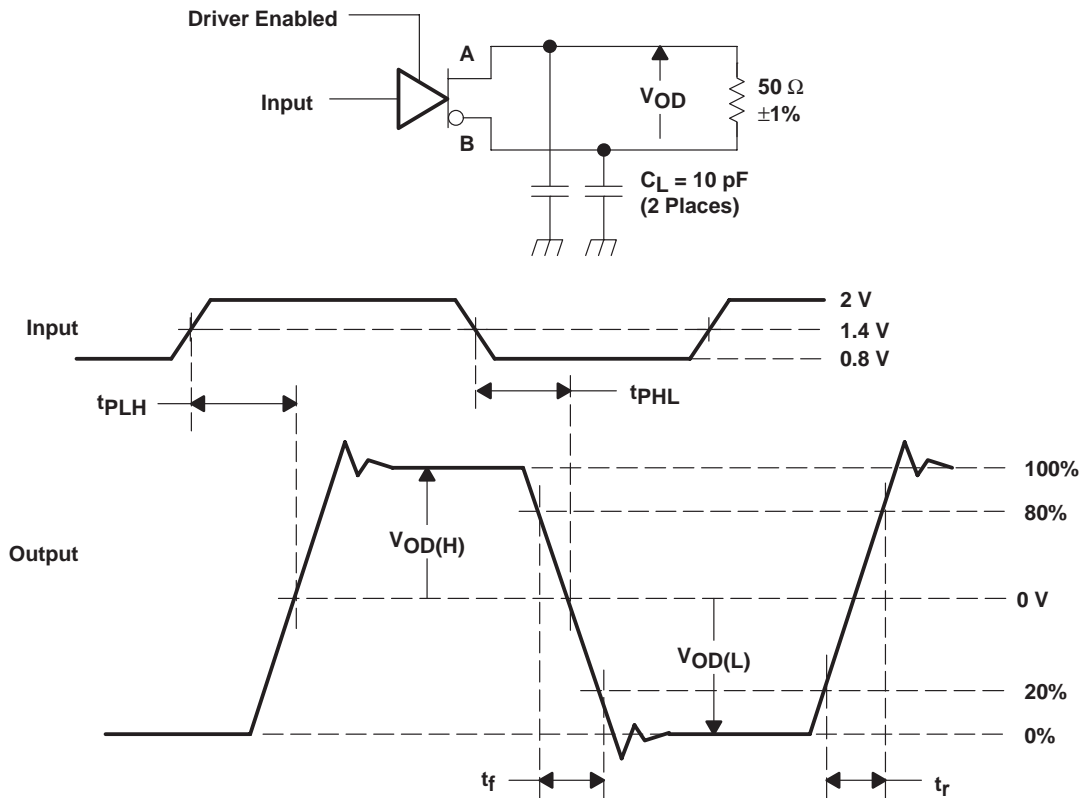 Driver Enabled
A
Input
B
VOD
50 Ω
±1%
CL = 10 pF
(2 Places)
Input
2 V
1.4 V
0.8 V
tPLH
tPHL
100%
80%
Output
VOD(H)
0 V
VOD(L)
20%
0%
tf
tr